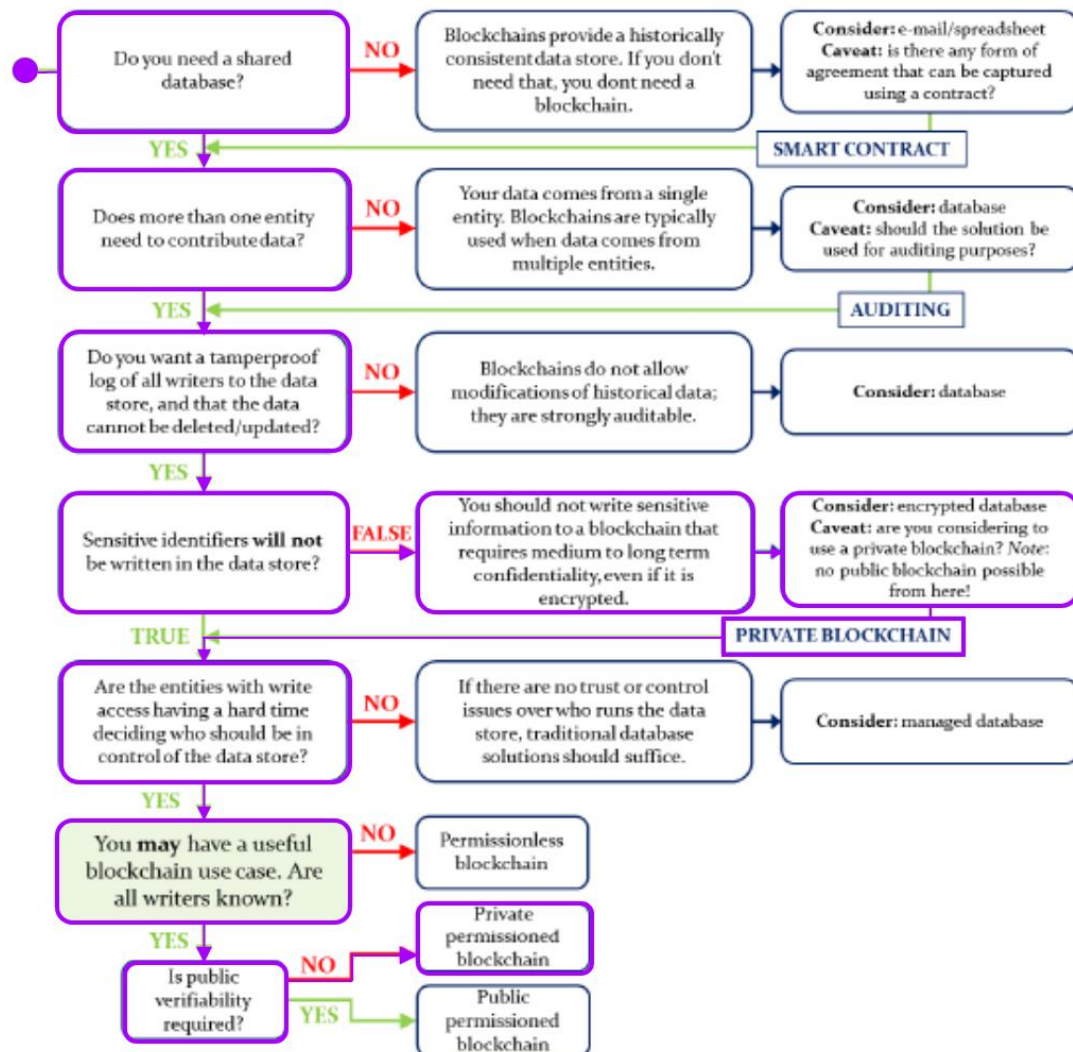 Do you need a shared
database?
NO
Blockchains provide a historically
consistent data store. If you don't
need that, you dont need a
blockchain.
Consider: e-mail/spreadsheet
Caveat: is there any form of
agreement that can be captured
using a contract?
YES
SMART CONTRACT
Does more than one entity
need to contribute data?
NO
Your data comes from a single
entity. Blockchains are typically
used when data comes from
multiple entities.
Consider: database
Caveat: should the solution be
used for auditing purposes?
YES
AUDITING
Do you want a tamperproof
log of all writers to the data
store, and that the data
cannot be deleted/updated?
NO
Blockchains do not allow
modifications of historical data;
they are strongly auditable.
Consider: database
YES
Sensitive identifiers will not
be written in the data store?
FALSE
You should not write sensitive
information to a blockchain that
requires medium to long term
confidentiality, even if it is
encrypted.
Consider: encrypted database
Caveat: are you considering to
use a private blockchain? Note:
no public blockchain possible
from here!
TRUE
PRIVATE BLOCKCHAIN
Are the entities with write
access having a hard time
deciding who should be in
control of the data store?
NO
If there are no trust or control
issues over who runs the data
store, traditional database
solutions should suffice.
Consider: managed database
YES
You may have a useful
blockchain use case. Are
all writers known?
NO
Permissionless
blockchain
YES
Is public
verifiability
required?
NO
Private
permissioned
blockchain
YES
Public
permissioned
blockchain